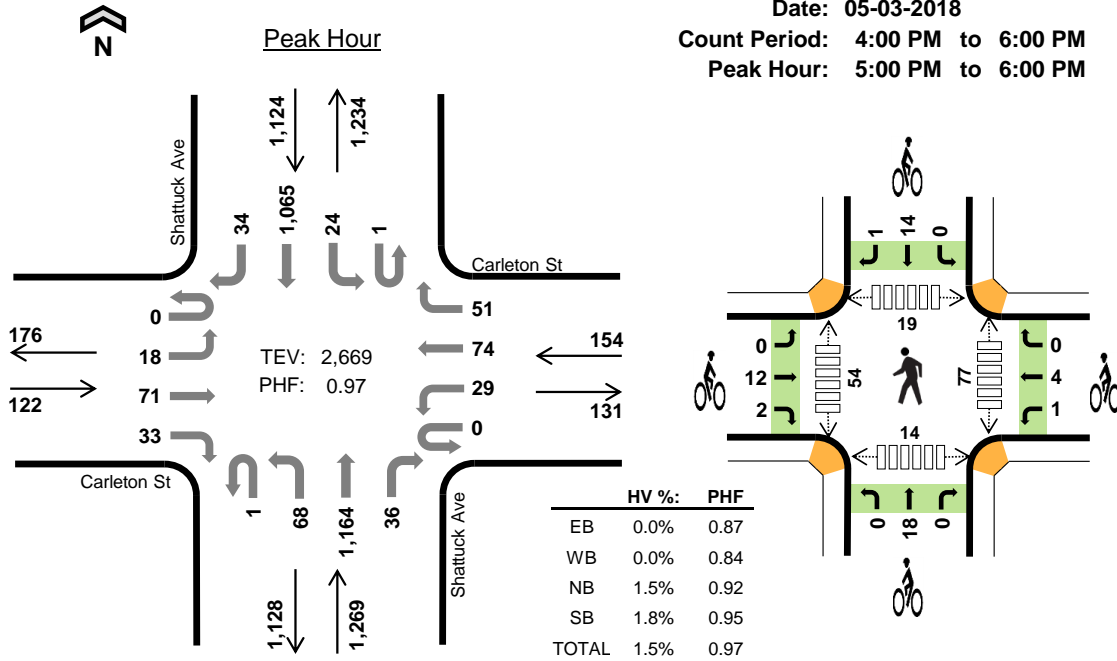 N
Peak Hour
Date: 05-03-2018
Count Period: 4:00 PM to 6:00 PM
Peak Hour: 5:00 PM to 6:00 PM
1,124
1,234
Shattuck Ave
34
1,065
24
1
Carleton St
0
51
176
18
74
154
TEV: 2,669
PHF: 0.97
122
71
29
131
33
0
Carleton St
1
68
1,164
36
Shattuck Ave
1,128
1,269
HV %: PHF
EB 0.0% 0.87
WB 0.0% 0.84
NB 1.5% 0.92
SB 1.8% 0.95
TOTAL 1.5% 0.97
1
14
0
19
0
12
2
54
77
0
4
1
14
0
18
0